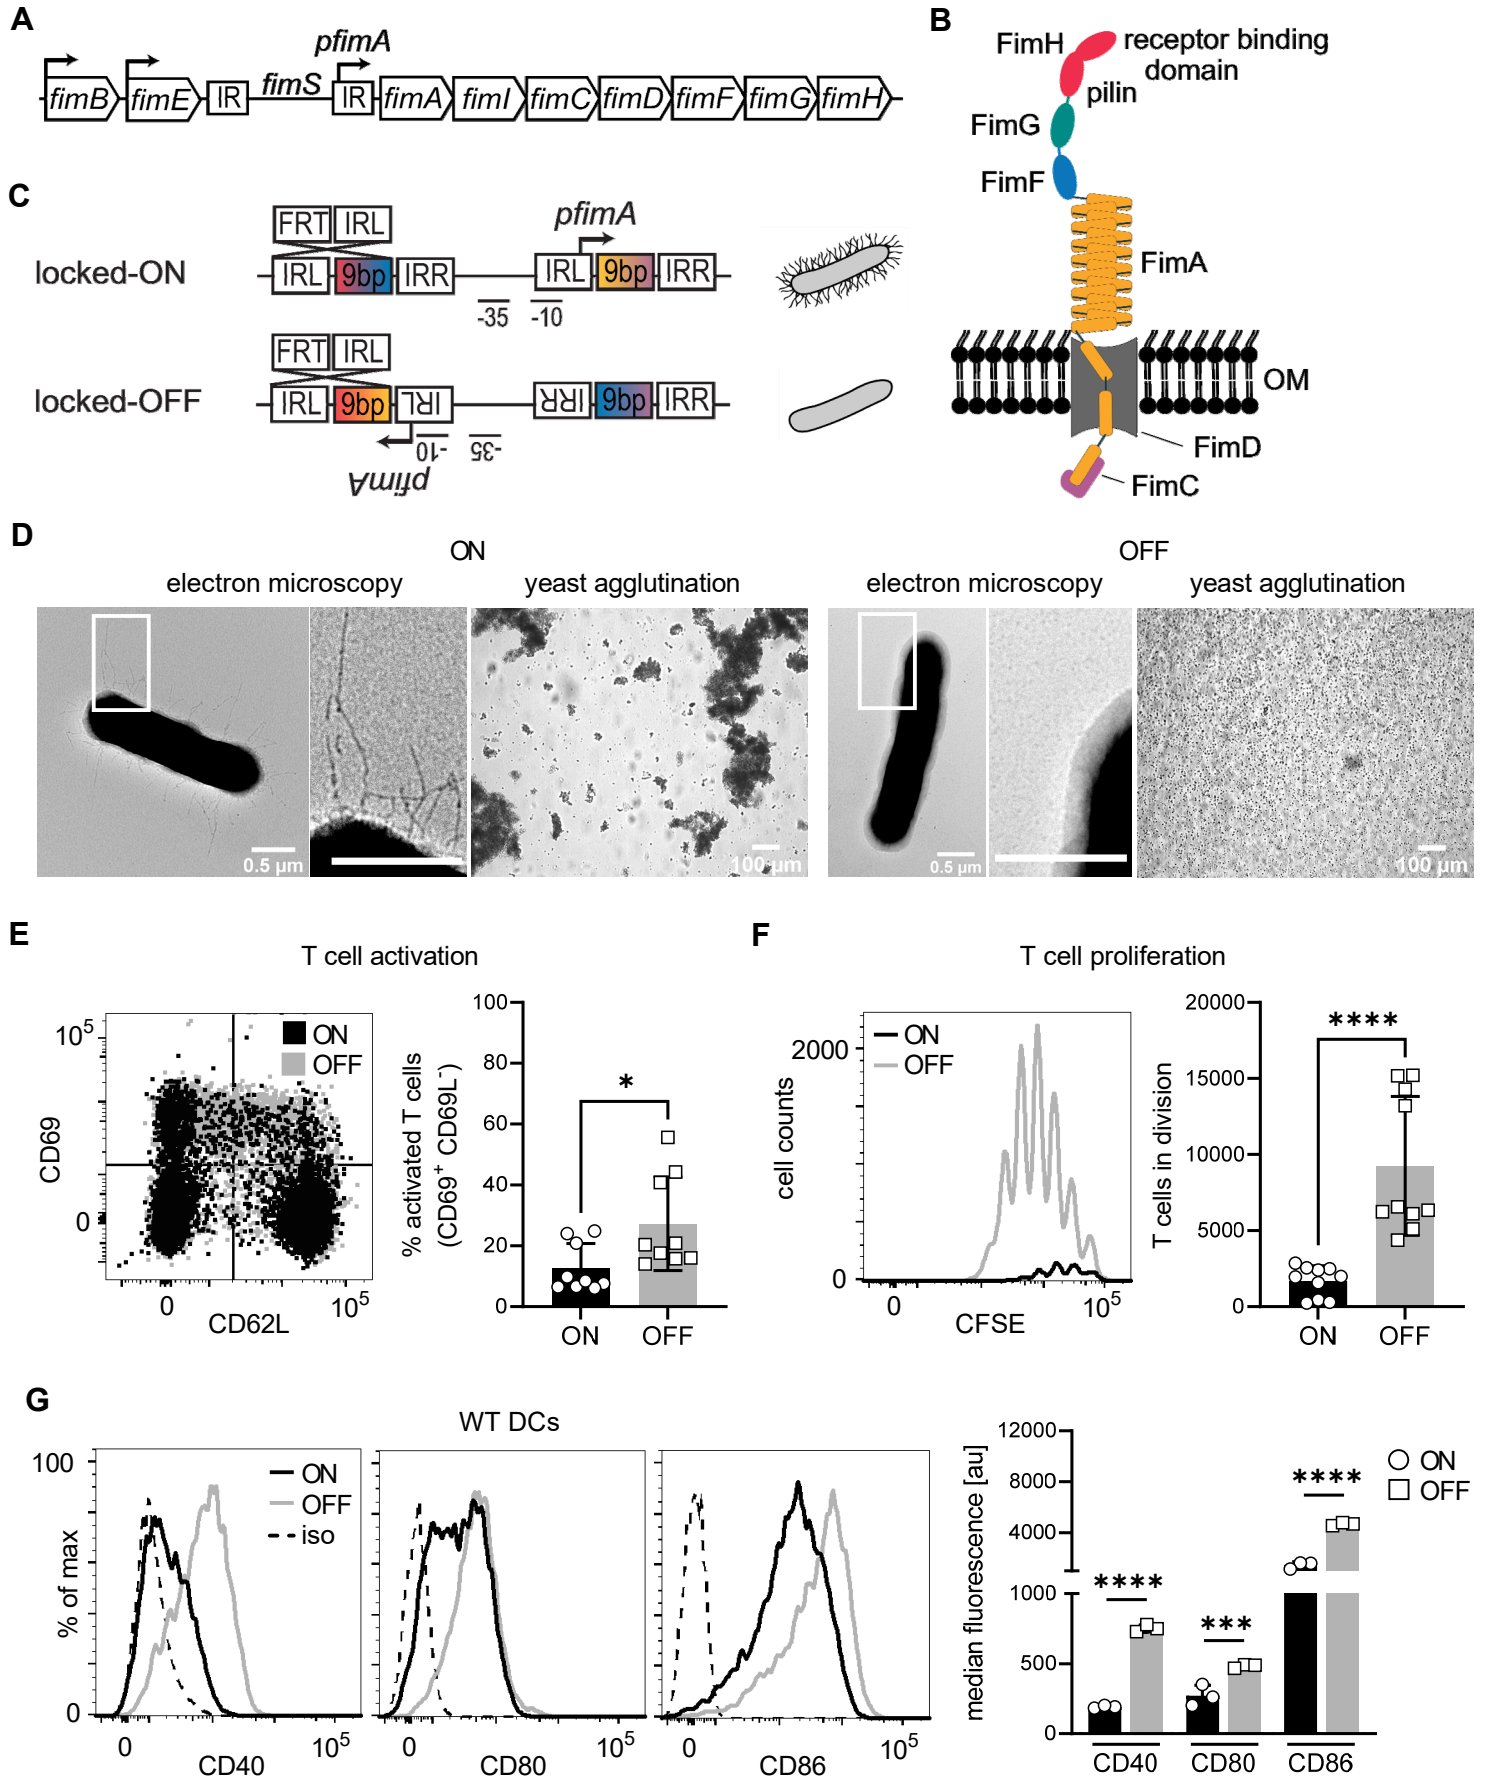 A
pfimA
fimB fimE IR fimS IR fimA fimI fimC fimD fimF fimG fimH
B
FimH receptor binding
domain
pilin
FimG
FimF
FimA
OM
FimD
FimC
C
pfimA
FRT IRL
locked-ON IRL 9bp IRR IRL 9bp IRR
-35 -10
FRT IRL
locked-OFF IRL 9bp IRL IRR 9bp IRR
-10 -35
pfimA
D
ON OFF
electron microscopy yeast agglutination electron microscopy yeast agglutination
0.5 µm 100 µm 0.5 µm 100 µm
E
T cell activation
10⁵
CD69
0
ON
OFF
0 10⁵
CD62L
% activated T cells
(CD69⁺ CD69L⁻)
100
80
60
40
20
0
*
ON OFF
F
T cell proliferation
ON
OFF
cell counts
2000
0
0 10⁵
CFSE
T cells in division
20000
15000
10000
5000
0
****
ON OFF
G
WT DCs
100
% of max
0
ON
OFF
iso
0 10⁵ 0 10⁵ 0 10⁵
CD40 CD80 CD86
median fluorescence [au]
12000
8000
4000
1000
500
0
**** *** ****
CD40 CD80 CD86
ON
OFF